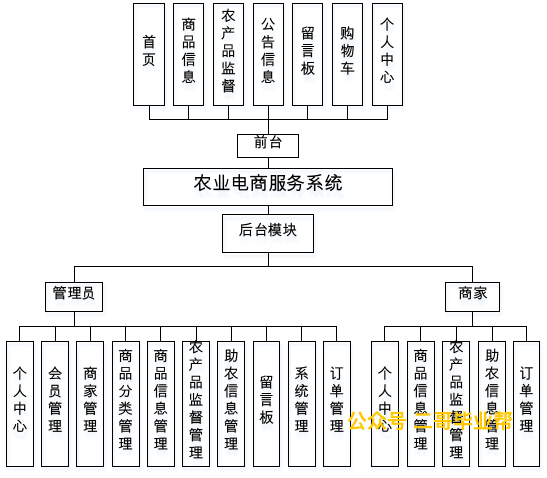 首页
商品信息
农产品监督
公告信息
留言板
购物车
个人中心
前台
农业电商服务系统
后台模块
管理员
商家
个人中心
会员管理
商家管理
商品分类管理
商品信息管理
农产品监督管理
助农信息管理
留言板
系统管理
订单管理
个人中心
商品信息管理
农产品监督管理
助农信息管理
订单管理
公众号 二哥毕业帮